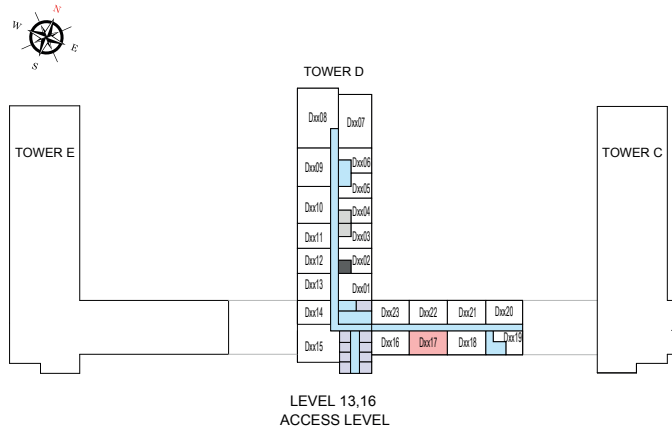 N
W
E
S
TOWER D
TOWER E
TOWER C
Dxx08
Dxx07
Dxx09
Dxx06
Dxx05
Dxx10
Dxx04
Dxx11
Dxx03
Dxx12
Dxx02
Dxx13
Dxx01
Dxx14
Dxx23
Dxx22
Dxx21
Dxx20
Dxx15
Dxx16
Dxx17
Dxx18
Dxx19
LEVEL 13,16
ACCESS LEVEL